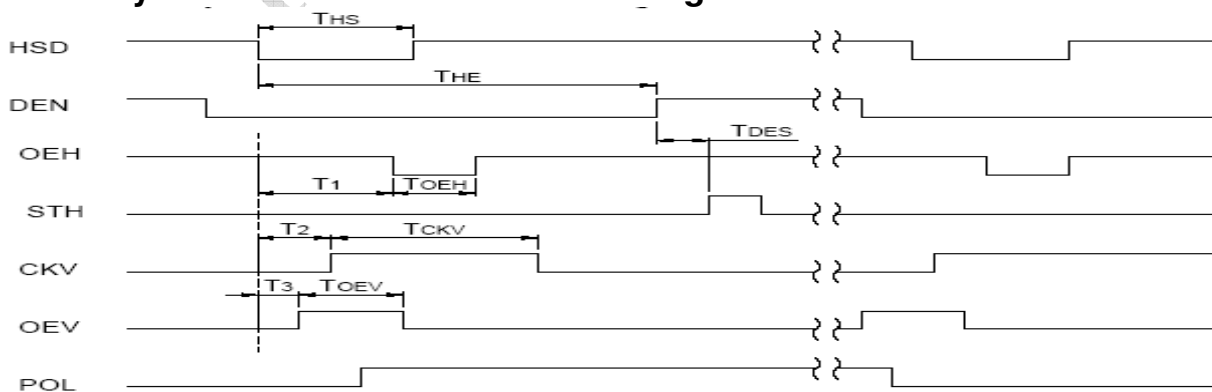 THS
HSD
THE
DEN
TDES
OEH
T1 TOEH
STH
T2 TCKV
CKV
T3 TOEV
OEV
POL